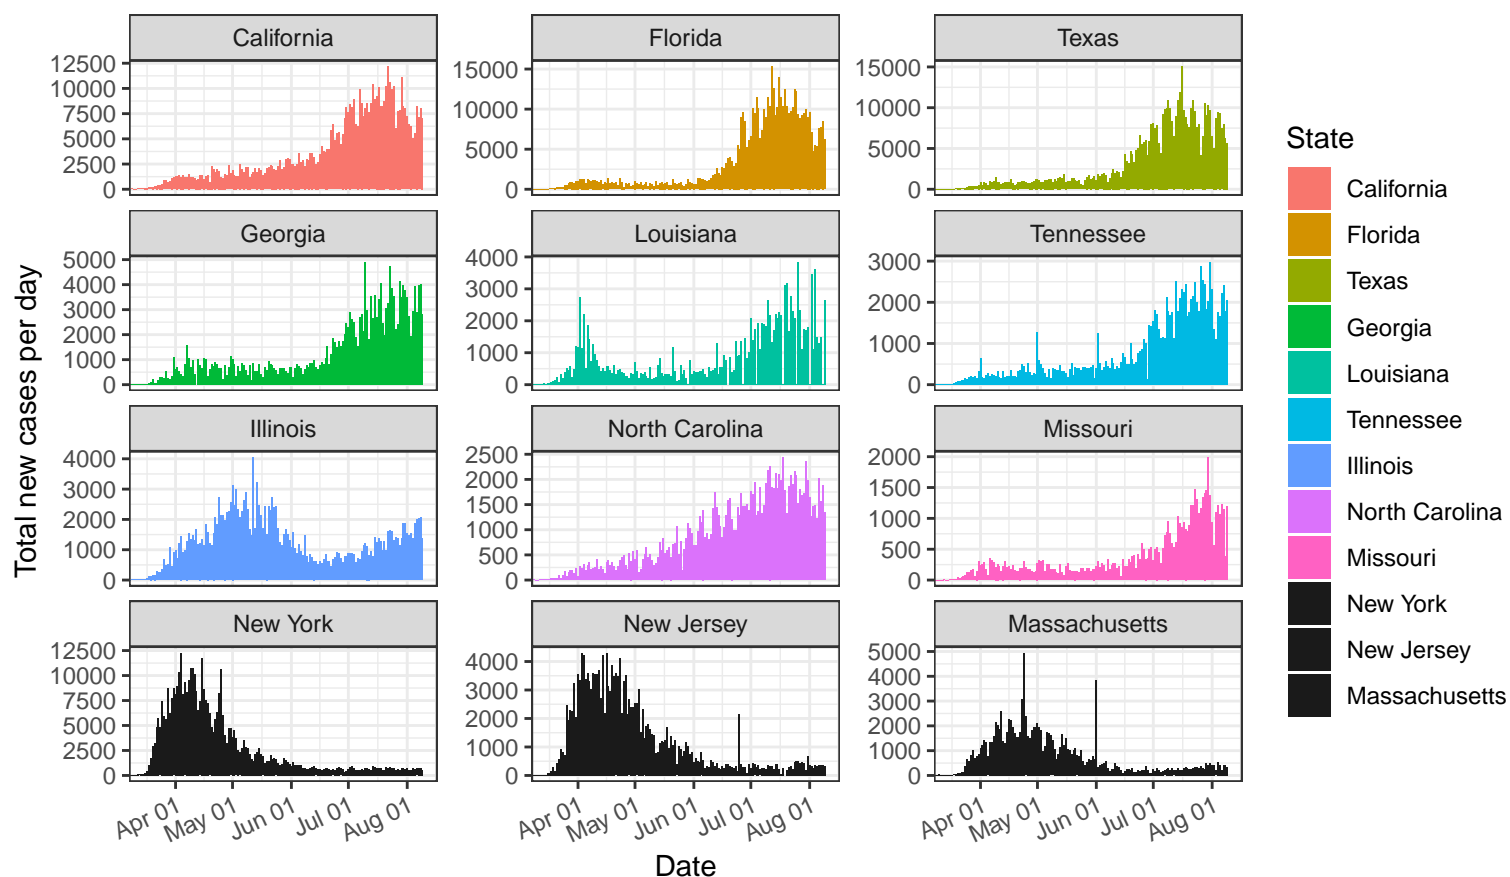 California
Florida
Texas
12500
10000
7500
5000
2500
0
15000
10000
5000
0
15000
10000
5000
0
Georgia
Louisiana
Tennessee
5000
4000
3000
2000
1000
0
4000
3000
2000
1000
0
3000
2000
1000
0
Illinois
North Carolina
Missouri
4000
3000
2000
1000
0
2500
2000
1500
1000
500
0
2000
1500
1000
500
0
New York
New Jersey
Massachusetts
12500
10000
7500
5000
2500
0
4000
3000
2000
1000
0
5000
4000
3000
2000
1000
0
Apr 01
May 01
Jun 01
Jul 01
Aug 01
Apr 01
May 01
Jun 01
Jul 01
Aug 01
Apr 01
May 01
Jun 01
Jul 01
Aug 01
Date
Total new cases per day
State
California
Florida
Texas
Georgia
Louisiana
Tennessee
Illinois
North Carolina
Missouri
New York
New Jersey
Massachusetts